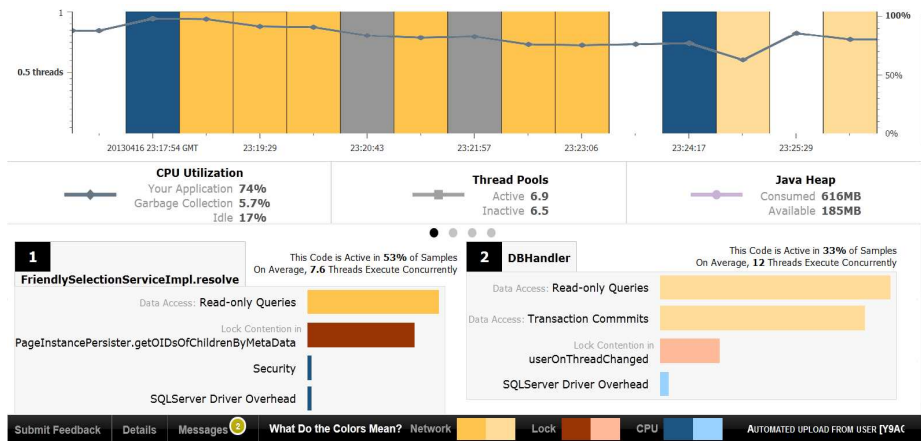 1
100%
0.5 threads
50%
0%
20130416 23:17:54 GMT 23:19:29 23:20:43 23:21:57 23:23:06 23:24:17 23:25:29
CPU Utilization
Your Application 74%
Garbage Collection 5.7%
Idle 17%
Thread Pools
Active 6.9
Inactive 6.5
Java Heap
Consumed 616MB
Available 185MB
1
FriendlySelectionServiceImpl.resolve
This Code is Active in 53% of Samples
On Average, 7.6 Threads Execute Concurrently
Data Access: Read-only Queries
Lock Contention in
PageInstancePersister.getOIDsOfChildrenByMetaData
Security
SQLServer Driver Overhead
2 DBHandler
This Code is Active in 33% of Samples
On Average, 12 Threads Execute Concurrently
Data Access: Read-only Queries
Data Access: Transaction Commmits
Lock Contention in
userOnThreadChanged
SQLServer Driver Overhead
Submit Feedback Details Messages 2 What Do the Colors Mean? Network Lock CPU AUTOMATED UPLOAD FROM USER [Y9A